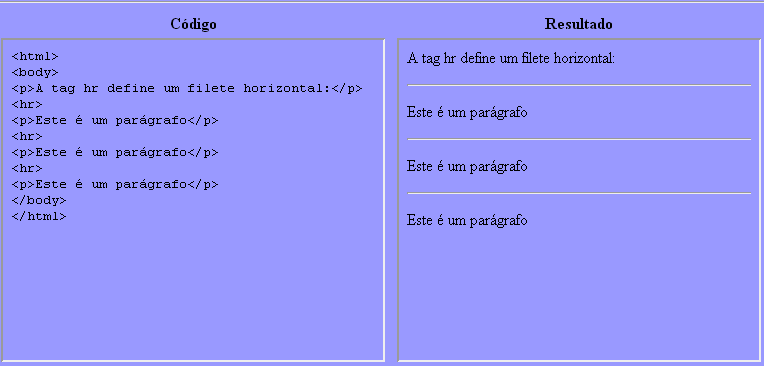 Código
<html>
<body>
<p>A tag hr define um filete horizontal:</p>
<hr>
<p>Este é um parágrafo</p>
<hr>
<p>Este é um parágrafo</p>
<hr>
<p>Este é um parágrafo</p>
</body>
</html>
Resultado
A tag hr define um filete horizontal:
Este é um parágrafo
Este é um parágrafo
Este é um parágrafo